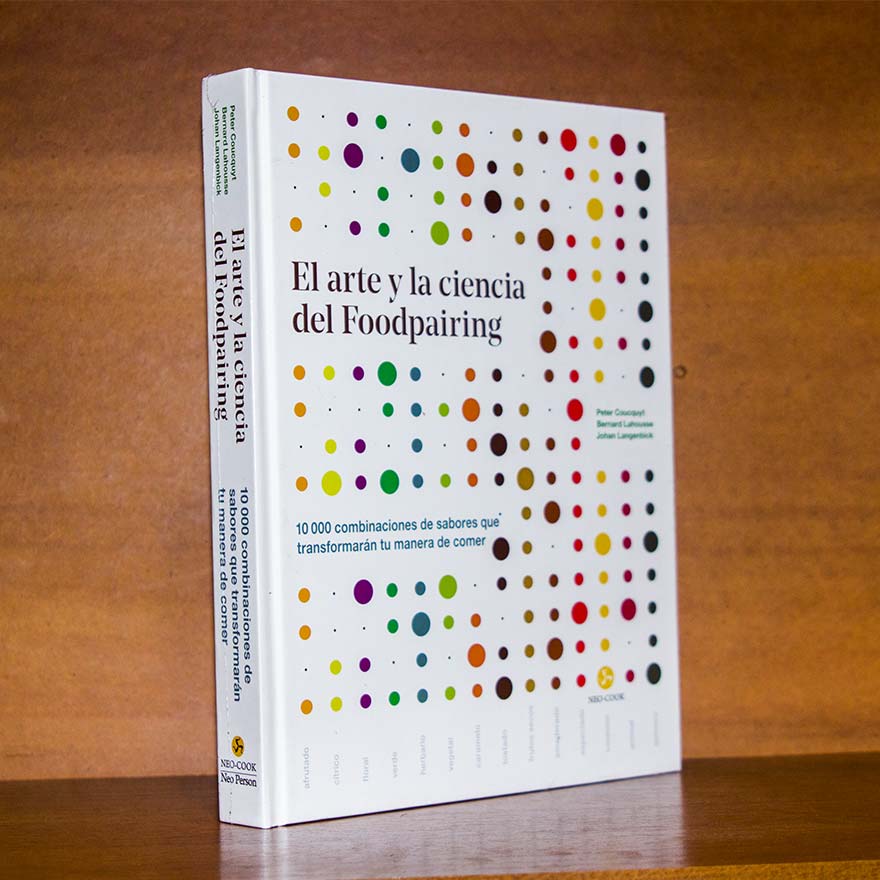 Peter Coucquyt
Bernard Lahousse
Johan Langenbick
El arte y la ciencia
del Foodpairing
10 000 combinaciones de
sabores que transformarán
tu manera de comer
NEO-COOK
Neo Person
El arte y la ciencia
del Foodpairing
Peter Coucquyt
Bernard Lahousse
Johan Langenbick
10 000 combinaciones de sabores que
transformarán tu manera de comer
NEO-COOK
afrutado
cítrico
floral
verde
herbario
vegetal
caramelo
tostado
frutos secos